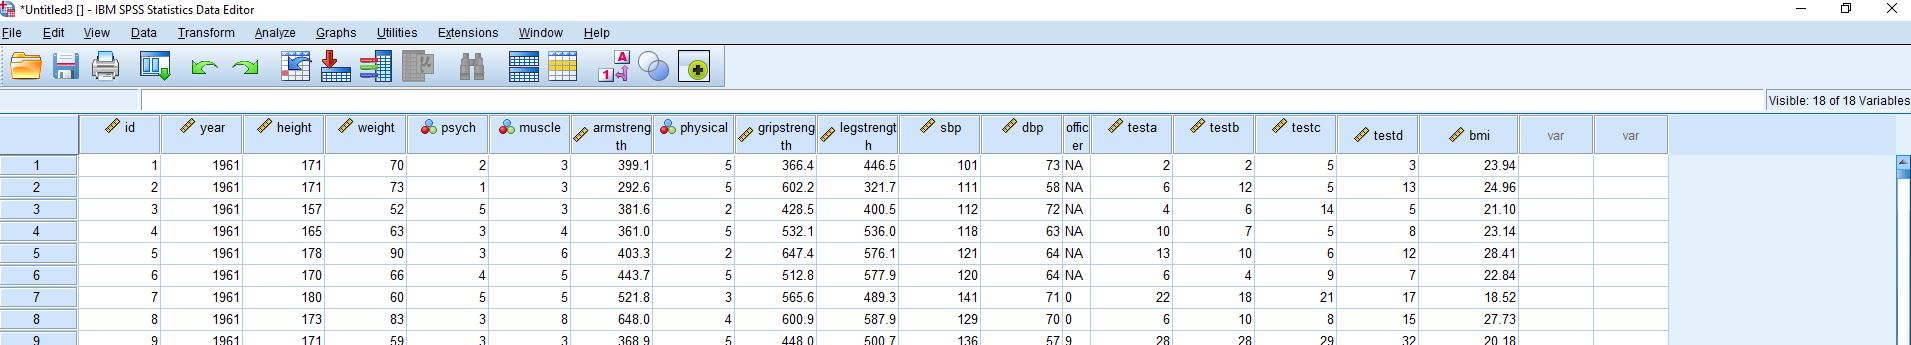 *Untitled3 [] - IBM SPSS Statistics Data Editor
File Edit View Data Transform Analyze Graphs Utilities Extensions Window Help
A
1
Visible: 18 of 18 Variables
id year height weight psych muscle armstreng physical gripstreng legstrengt sbp dbp offic testa testb testc testd bmi var var
th th h er
1 1 1961 171 70 2 3 399.1 5 366.4 446.5 101 73 NA 2 2 5 3 23.94
2 2 1961 171 73 1 3 292.6 5 602.2 321.7 111 58 NA 6 12 5 13 24.96
3 3 1961 157 52 5 3 381.6 2 428.5 400.5 112 72 NA 4 6 14 5 21.10
4 4 1961 165 63 3 4 361.0 5 532.1 536.0 118 63 NA 10 7 5 8 23.14
5 5 1961 178 90 3 6 403.3 2 647.4 576.1 121 64 NA 13 10 6 12 28.41
6 6 1961 170 66 4 5 443.7 5 512.8 577.9 120 64 NA 6 4 9 7 22.84
7 7 1961 180 60 5 5 521.8 3 565.6 489.3 141 71 0 22 18 21 17 18.52
8 8 1961 173 83 3 8 648.0 4 600.9 587.9 129 70 0 6 10 8 15 27.73
9 9 1961 171 59 3 3 368.9 5 448.0 500.7 136 57 9 28 28 29 32 20.18